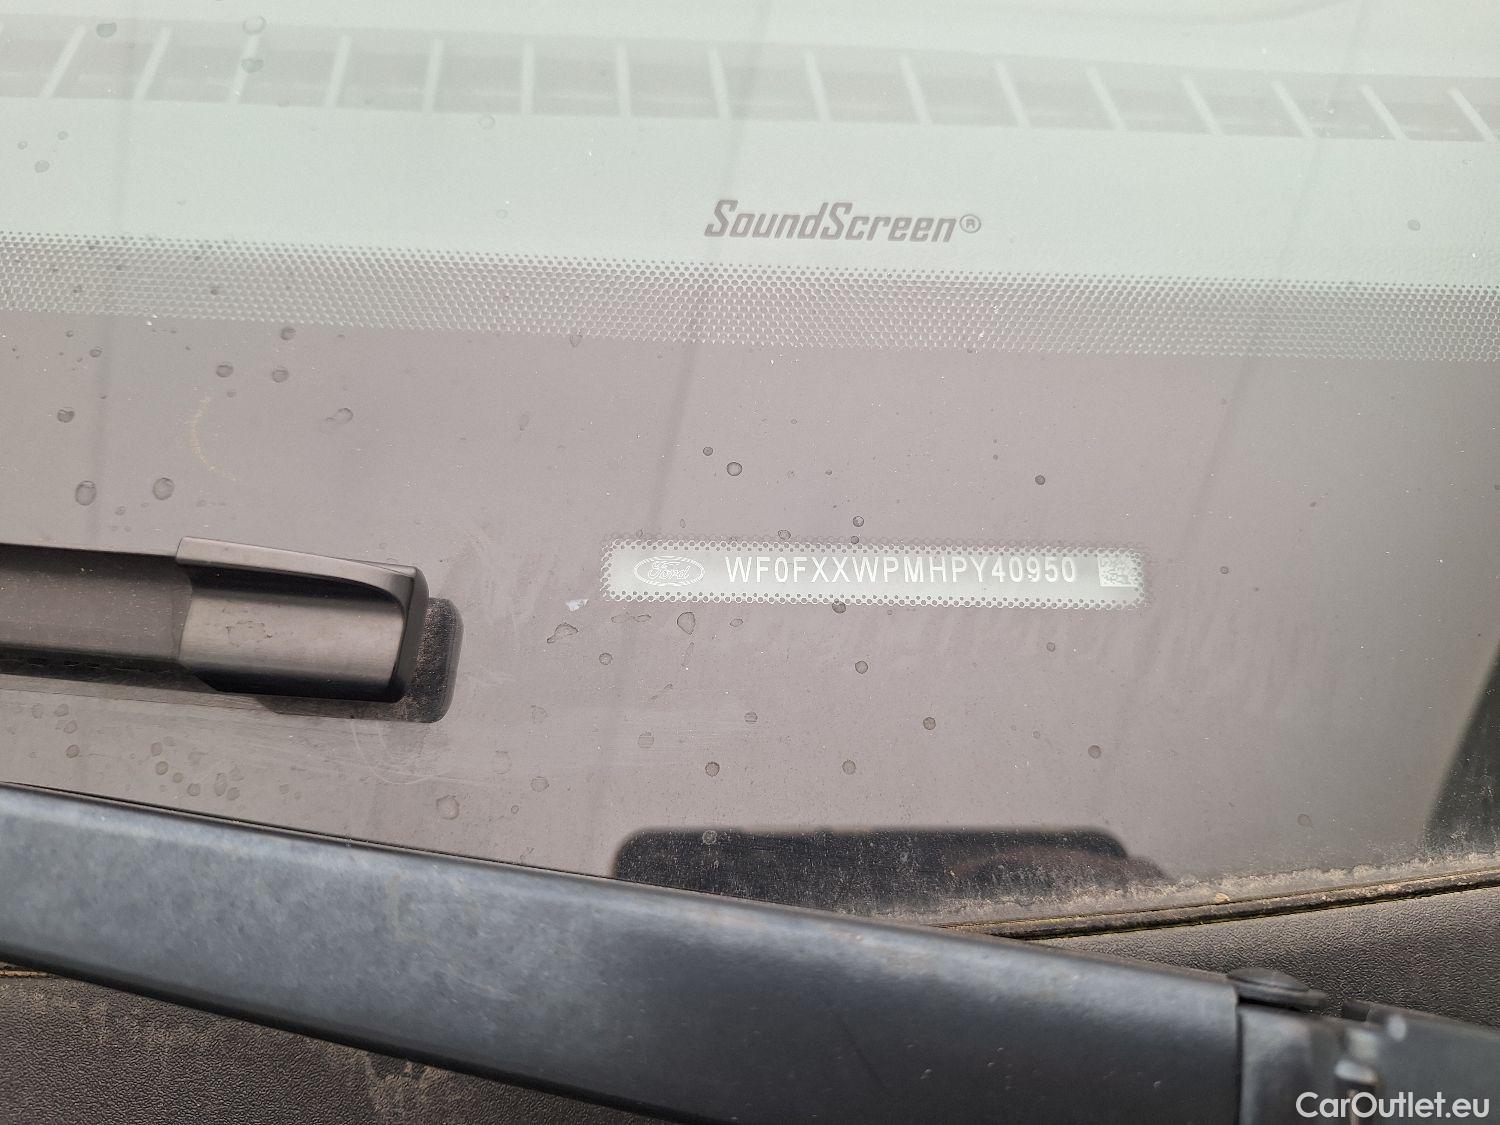 SoundScreen®
Ford WF0FXXWPMHPY40950
CarOutlet.eu